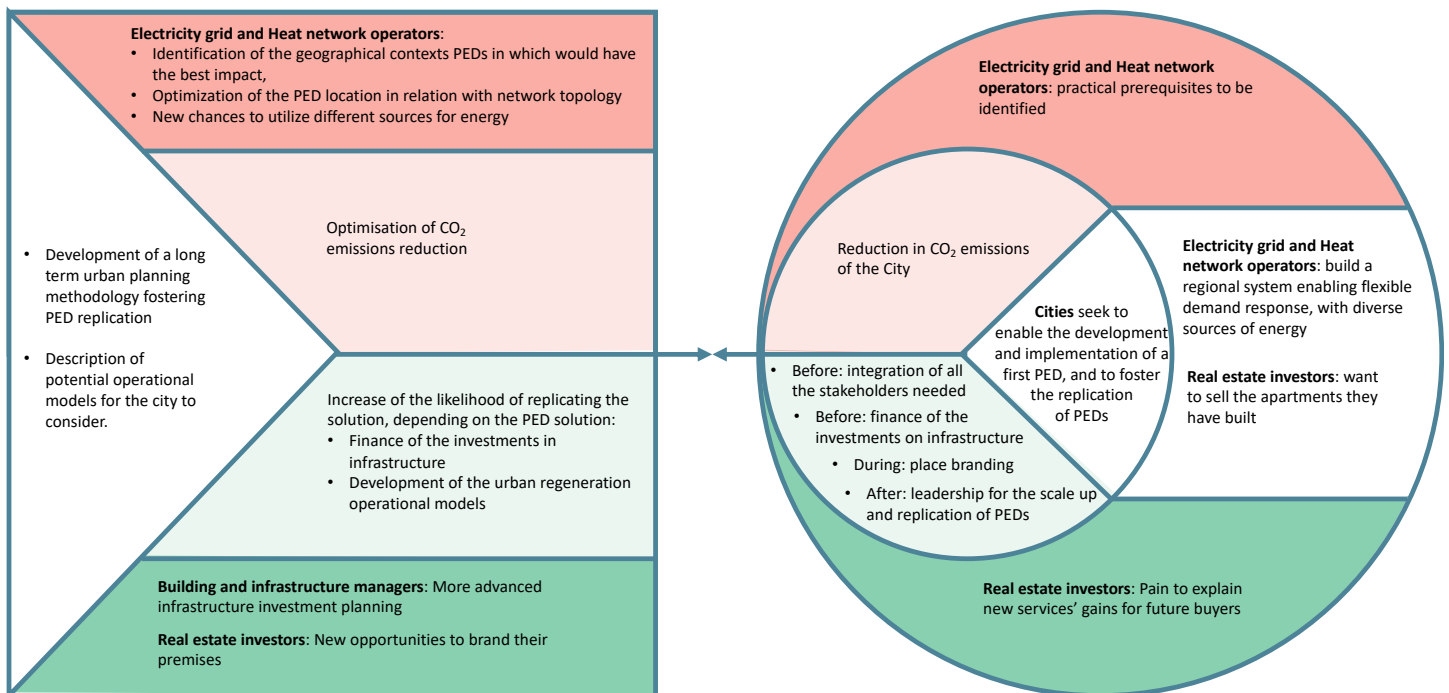 Electricity grid and Heat network operators:
• Identification of the geographical contexts PEDs in which would have
the best impact,
• Optimization of the PED location in relation with network topology
• New chances to utilize different sources for energy
Optimisation of CO₂
emissions reduction
• Development of a long
term urban planning
methodology fostering
PED replication
• Description of
potential operational
models for the city to
consider.
Increase of the likelihood of replicating the
solution, depending on the PED solution:
• Finance of the investments in
infrastructure
• Development of the urban regeneration
operational models
Building and infrastructure managers: More advanced
infrastructure investment planning
Real estate investors: New opportunities to brand their
premises
Electricity grid and Heat network
operators: practical prerequisites to be
identified
Reduction in CO₂ emissions
of the City
Cities seek to
enable the development
and implementation of a
first PED, and to foster
the replication
of PEDs
Electricity grid and Heat
network operators: build a
regional system enabling flexible
demand response, with diverse
sources of energy
Real estate investors: want
to sell the apartments they
have built
• Before: integration of all
the stakeholders needed
• Before: finance of the
investments on infrastructure
• During: place branding
• After: leadership for the scale up
and replication of PEDs
Real estate investors: Pain to explain
new services’ gains for future buyers